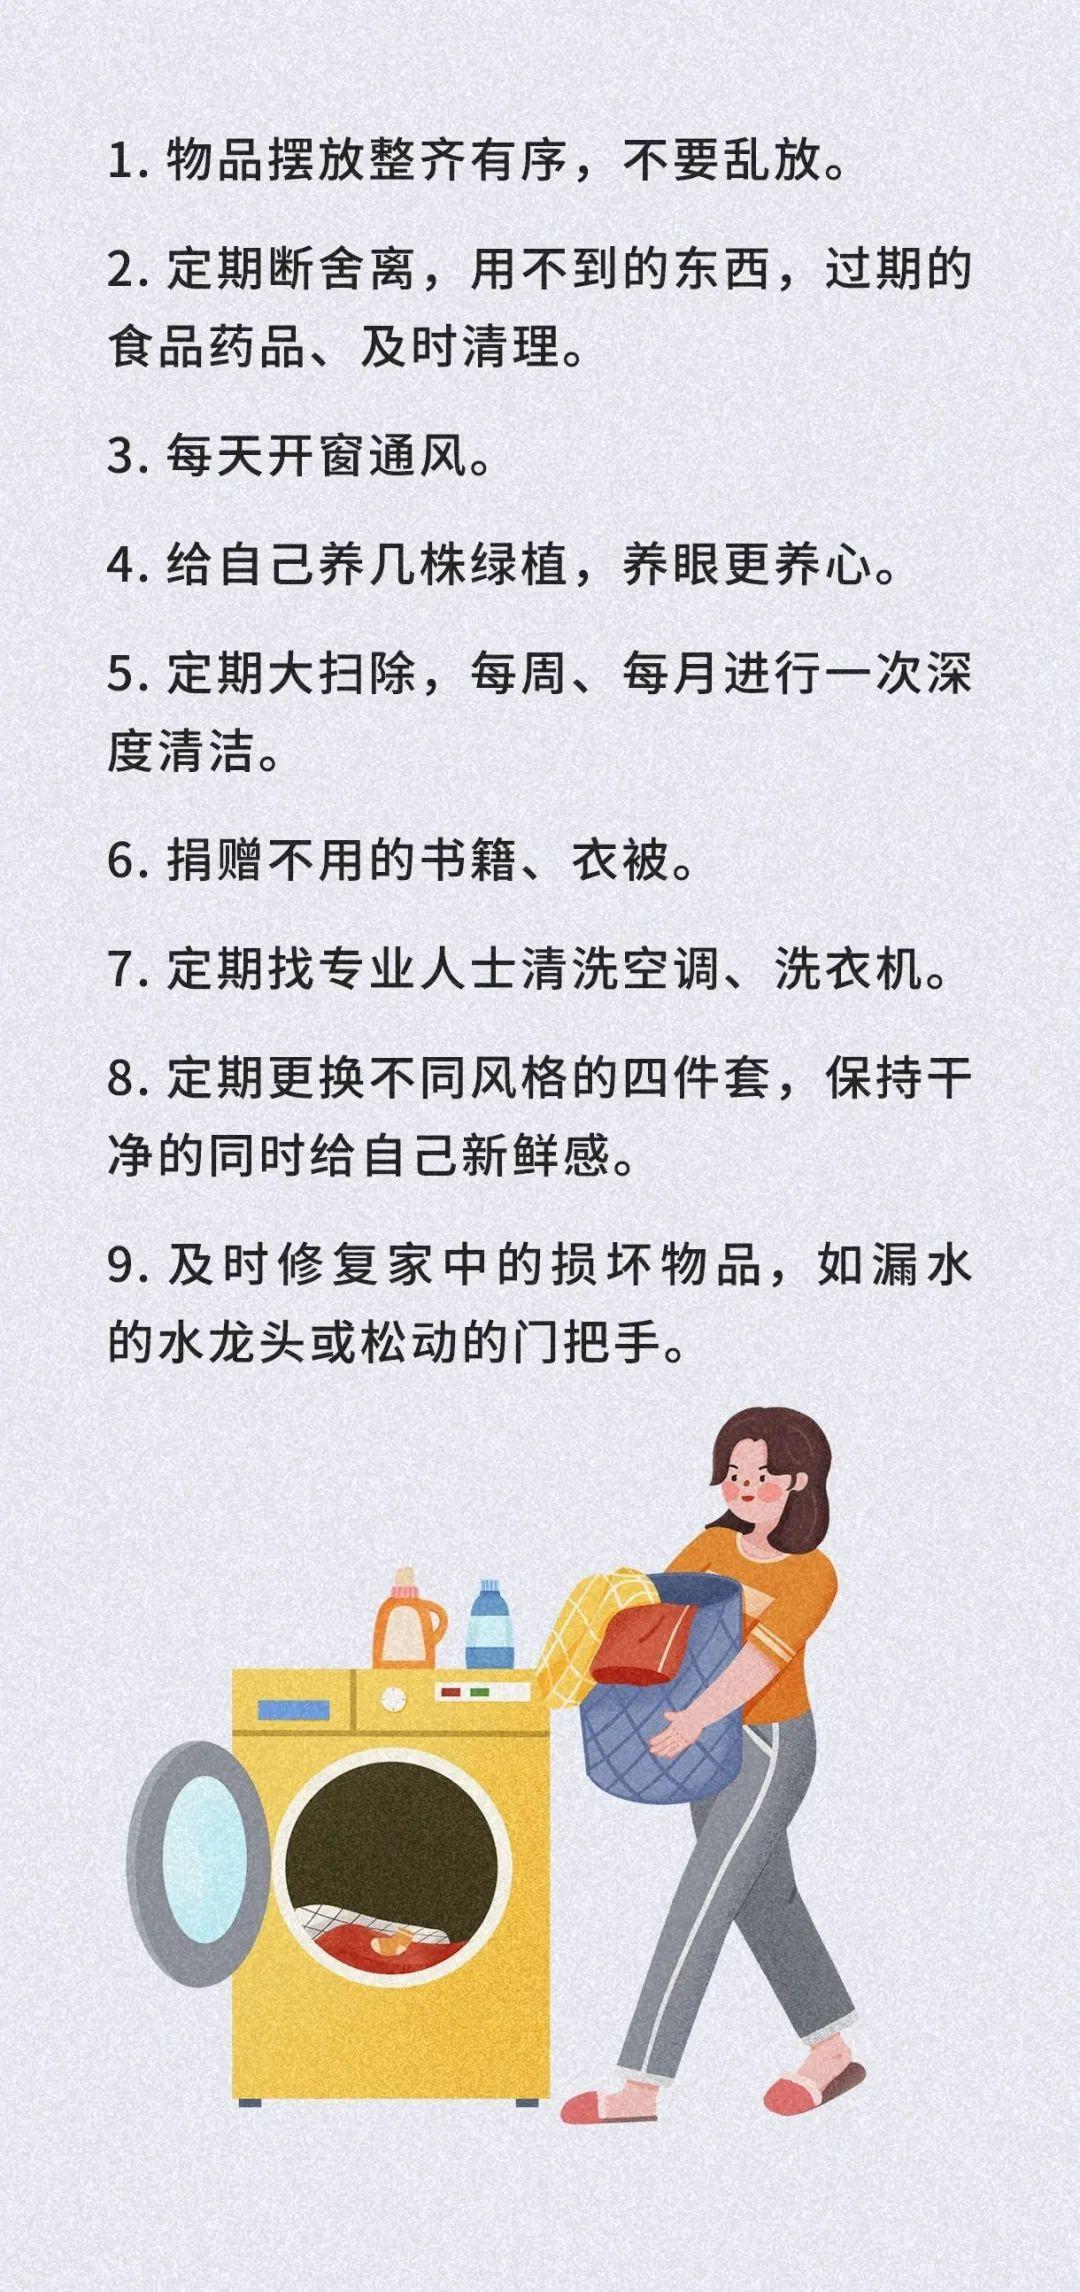 1. 物品摆放整齐有序，不要乱放。
2. 定期断舍离，用不到的东西，过期的
食品药品、及时清理。
3. 每天开窗通风。
4. 给自己养几株绿植，养眼更养心。
5. 定期大扫除，每周、每月进行一次深
度清洁。
6. 捐赠不用的书籍、衣被。
7. 定期找专业人士清洗空调、洗衣机。
8. 定期更换不同风格的四件套，保持干
净的同时给自己新鲜感。
9. 及时修复家中的损坏物品，如漏水
的水龙头或松动的门把手。